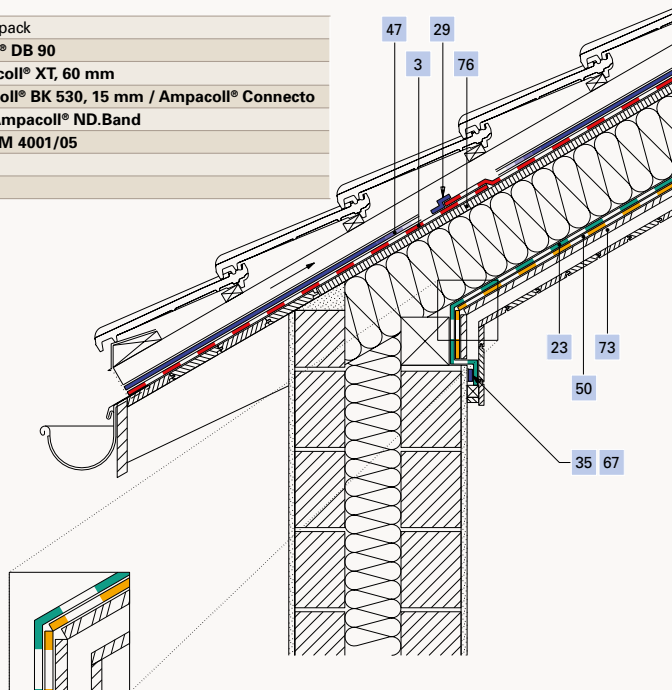 pack
® DB 90
coll® XT, 60 mm
oll® BK 530, 15 mm / Ampacoll® Connecto
Ampacoll® ND.Band
M 4001/05
47
29
3
76
23
73
50
35 67